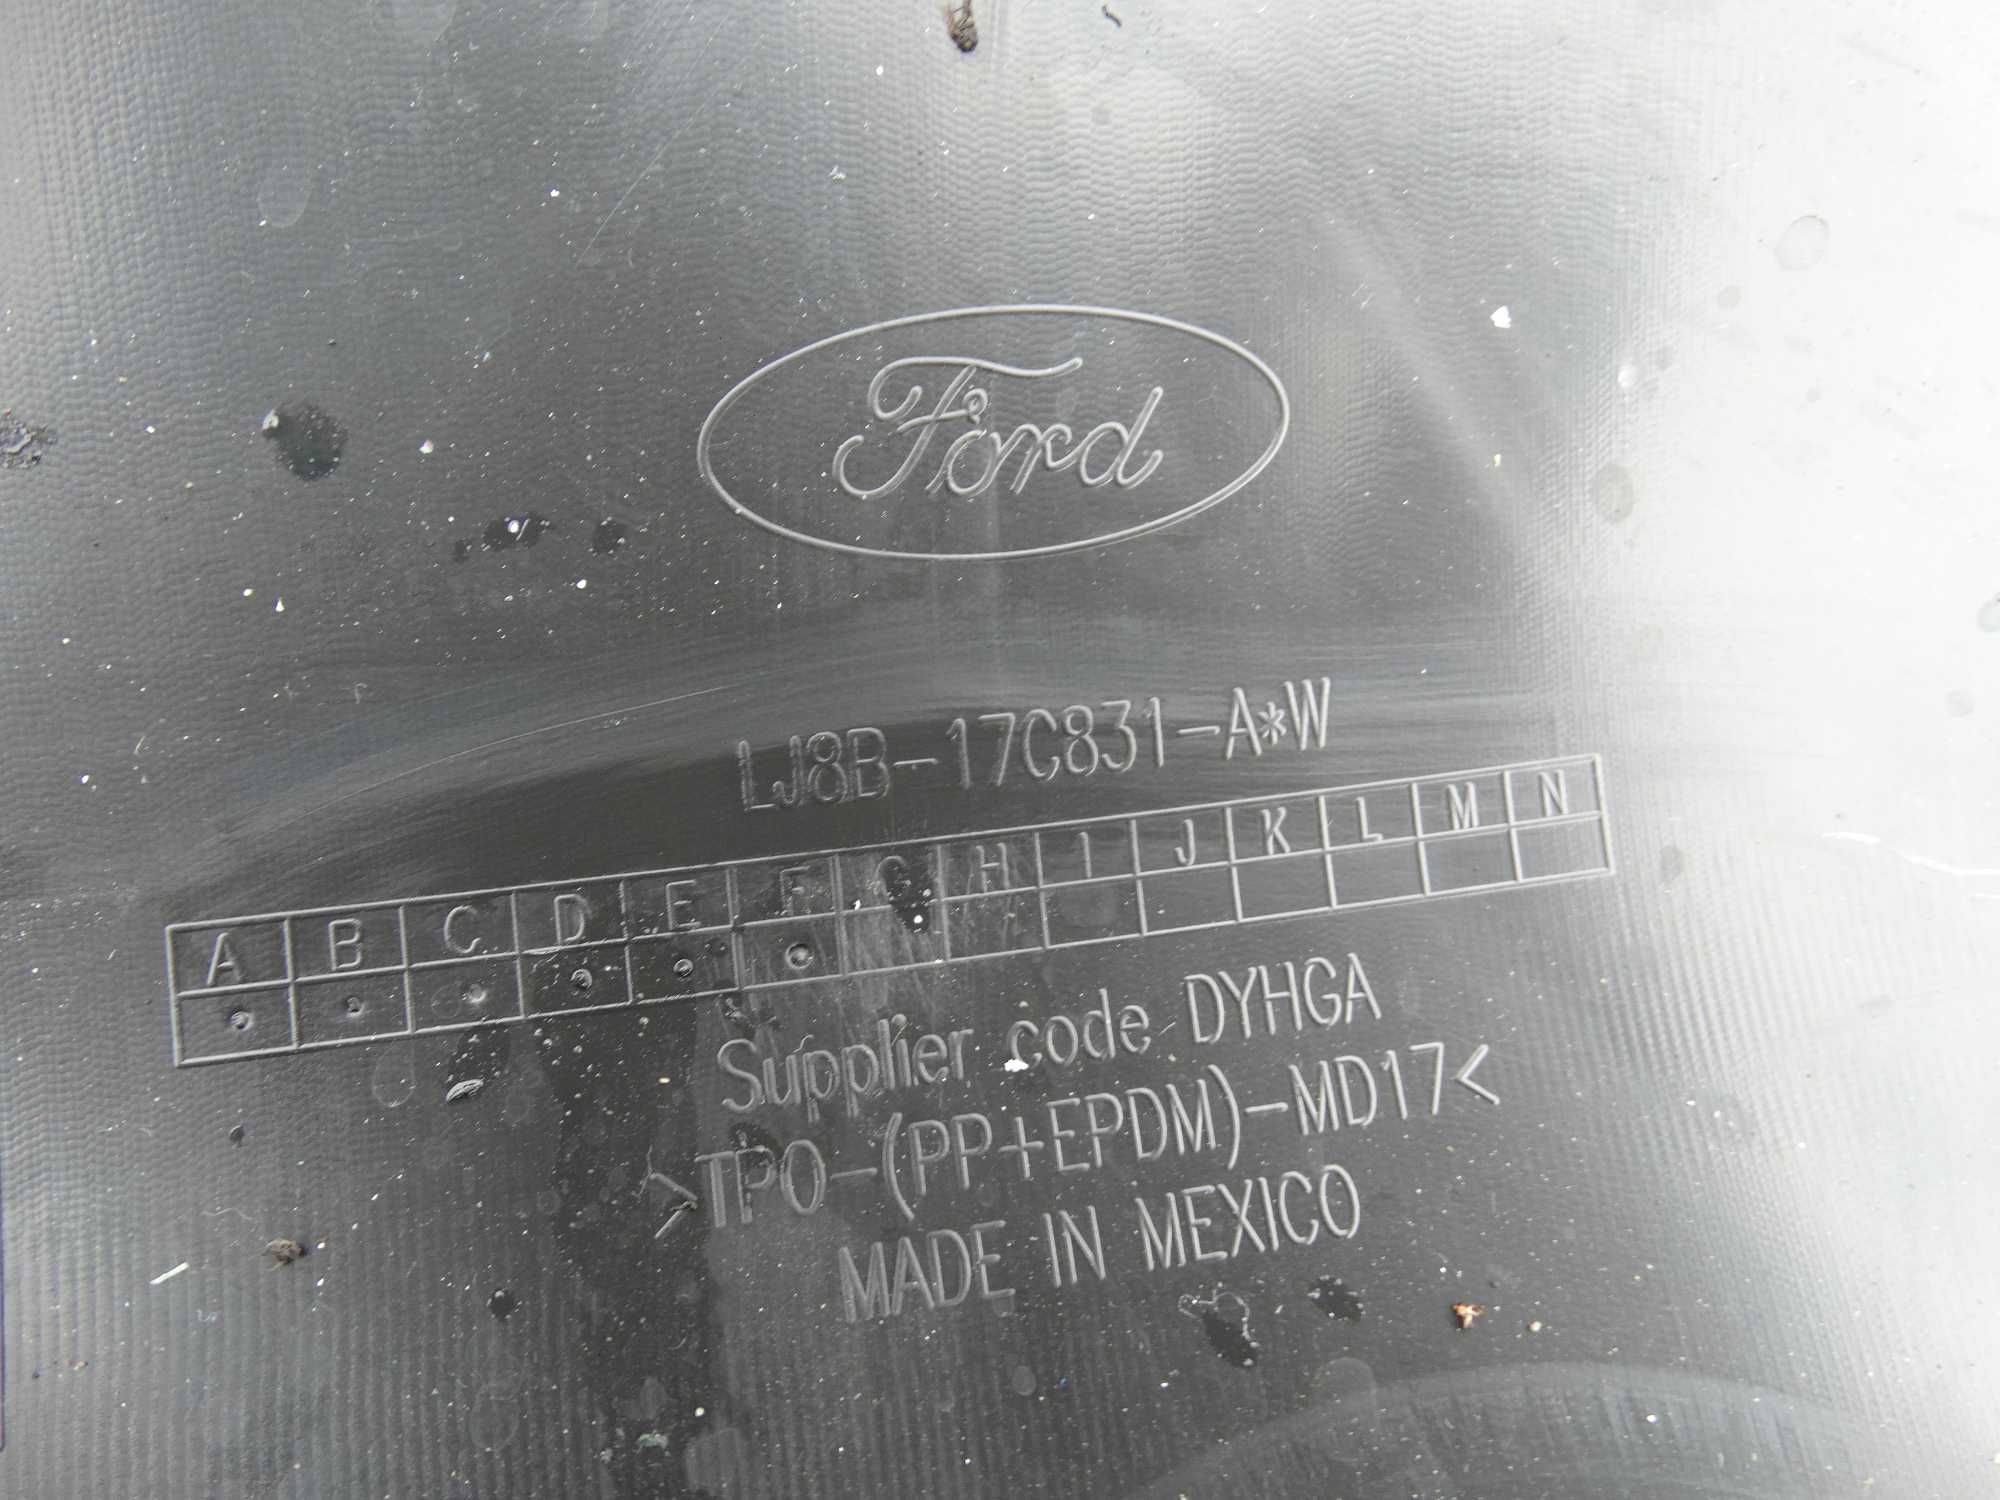 Ford
LJ8B-17C831-A*W
A B C D E F G H I J K L M N
Supplier code DYHGA
>TPO-(PP+EPDM)-MD17<
MADE IN MEXICO